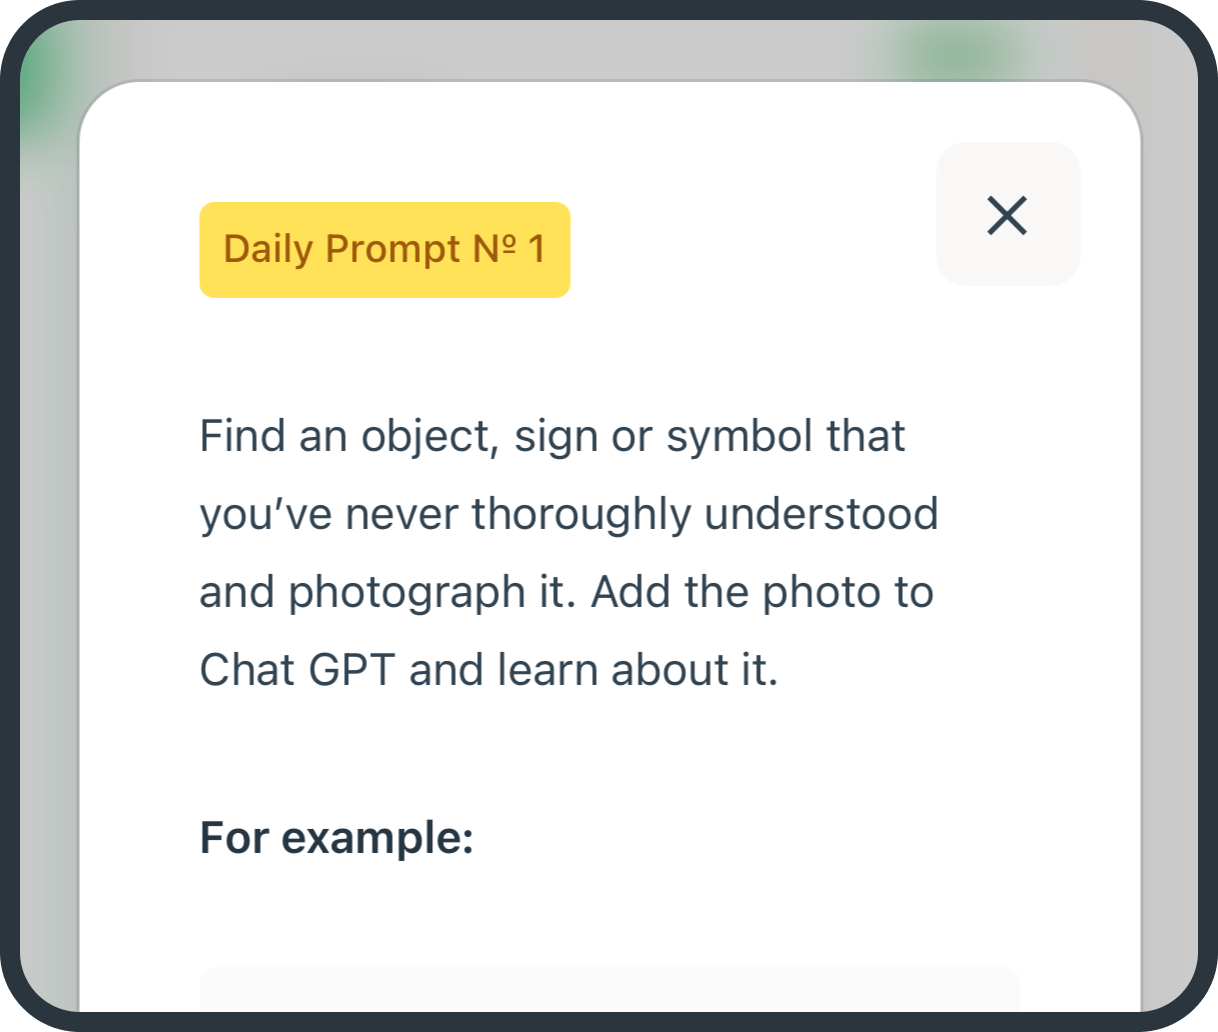 Daily Prompt Nº 1
Find an object, sign or symbol that
you’ve never thoroughly understood
and photograph it. Add the photo to
Chat GPT and learn about it.
For example: